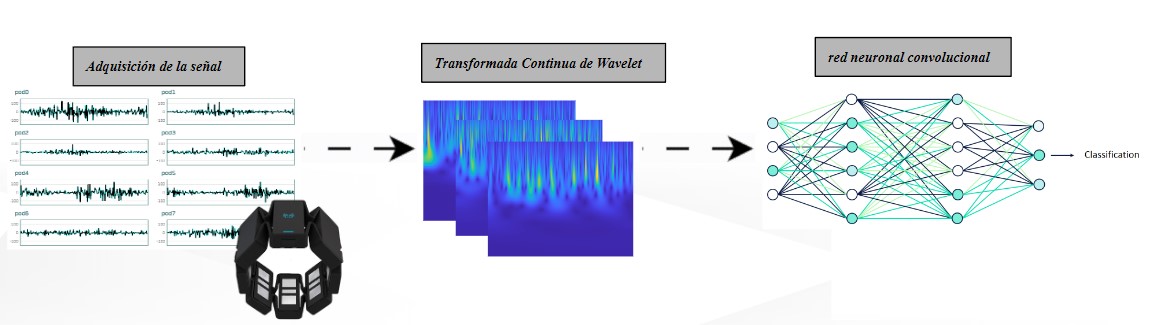 Adquisición de la señal
Transformada Continua de Wavelet
red neuronal convolucional
pod0
pod1
pod2
pod3
pod4
pod5
pod6
pod7
Classification